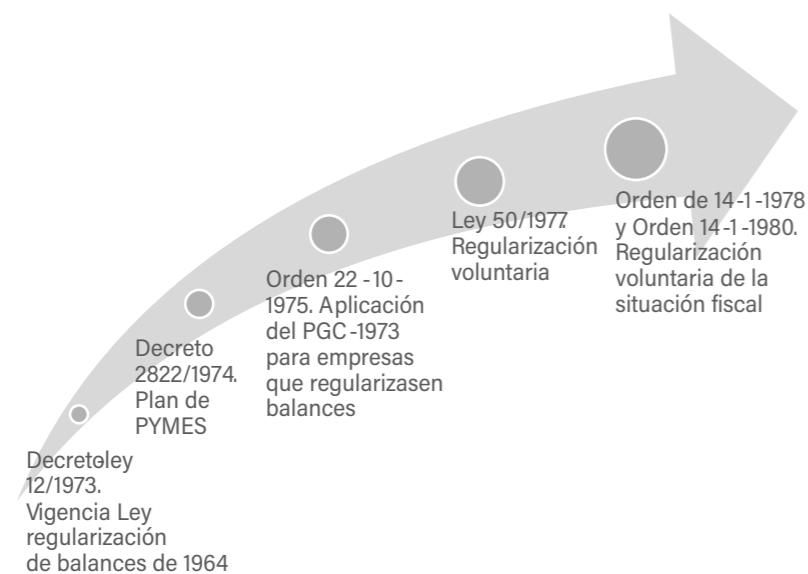 Decretoley
12/1973.
Vigencia Ley
regularización
de balances de 1964
Decreto
2822/1974.
Plan de
PYMES
Orden 22 -10-
1975. Aplicación
del PGC-1973
para empresas
que regularizasen
balances
Ley 50/1977.
Regularización
voluntaria
Orden de 14-1-1978
y Orden 14-1-1980.
Regularización
voluntaria de la
situación fiscal